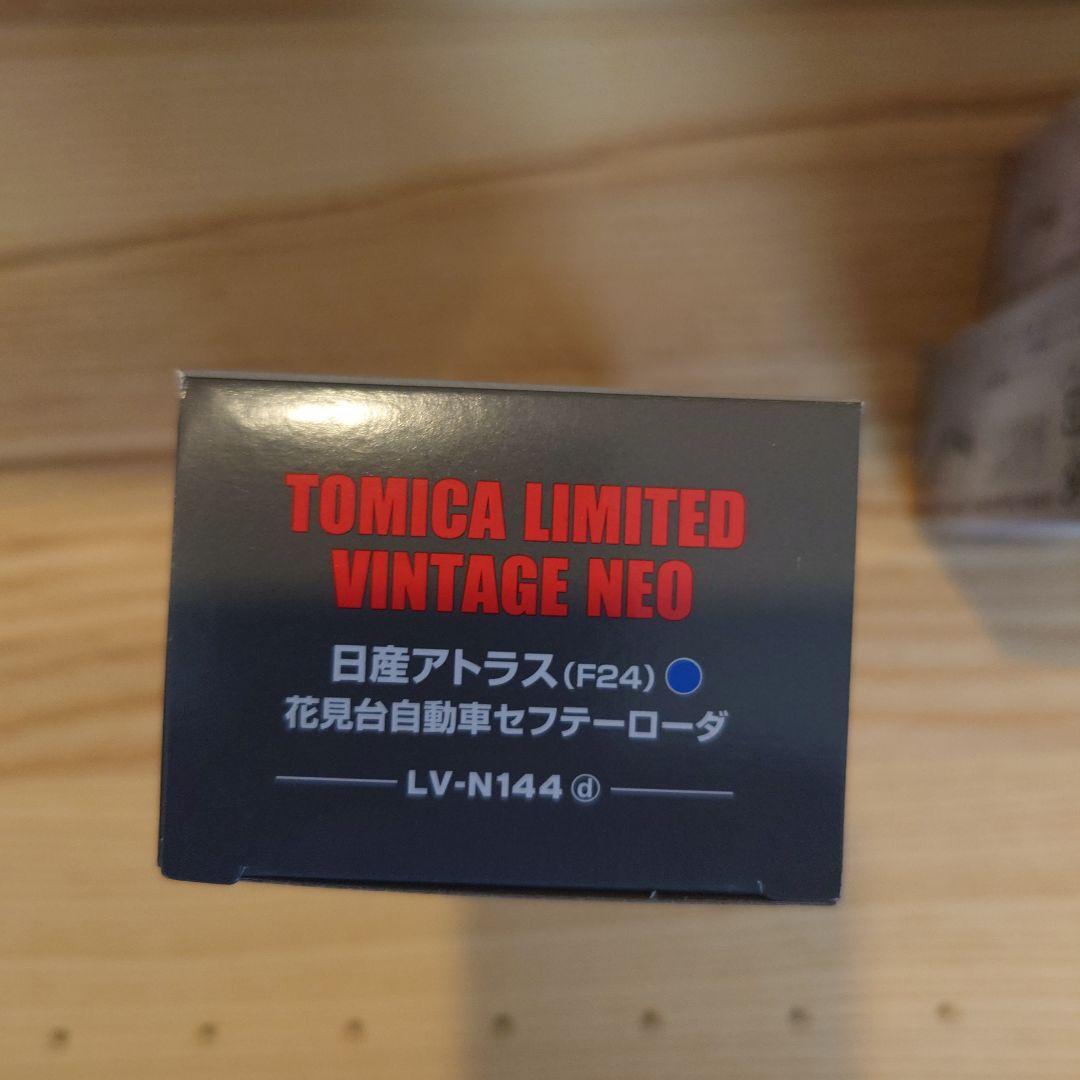 TOMICA LIMITED
VINTAGE NEO
日産アトラス(F24)
花見台自動車セフテーローダ
LV-N144 ⓓ